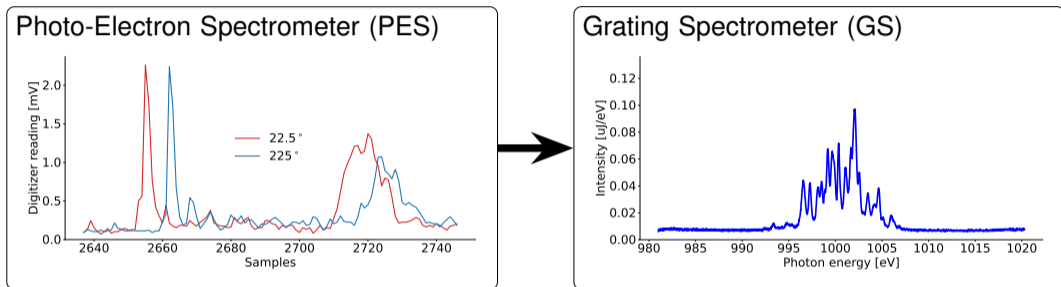 Photo-Electron Spectrometer (PES)
Digitizer reading [mV]
2.0
1.5
1.0
0.5
0.0
22.5°
225°
2640 2660 2680 2700 2720 2740
Samples
Grating Spectrometer (GS)
Intensity [uJ/eV]
0.12
0.10
0.08
0.06
0.04
0.02
0.00
980 985 990 995 1000 1005 1010 1015 1020
Photon energy [eV]